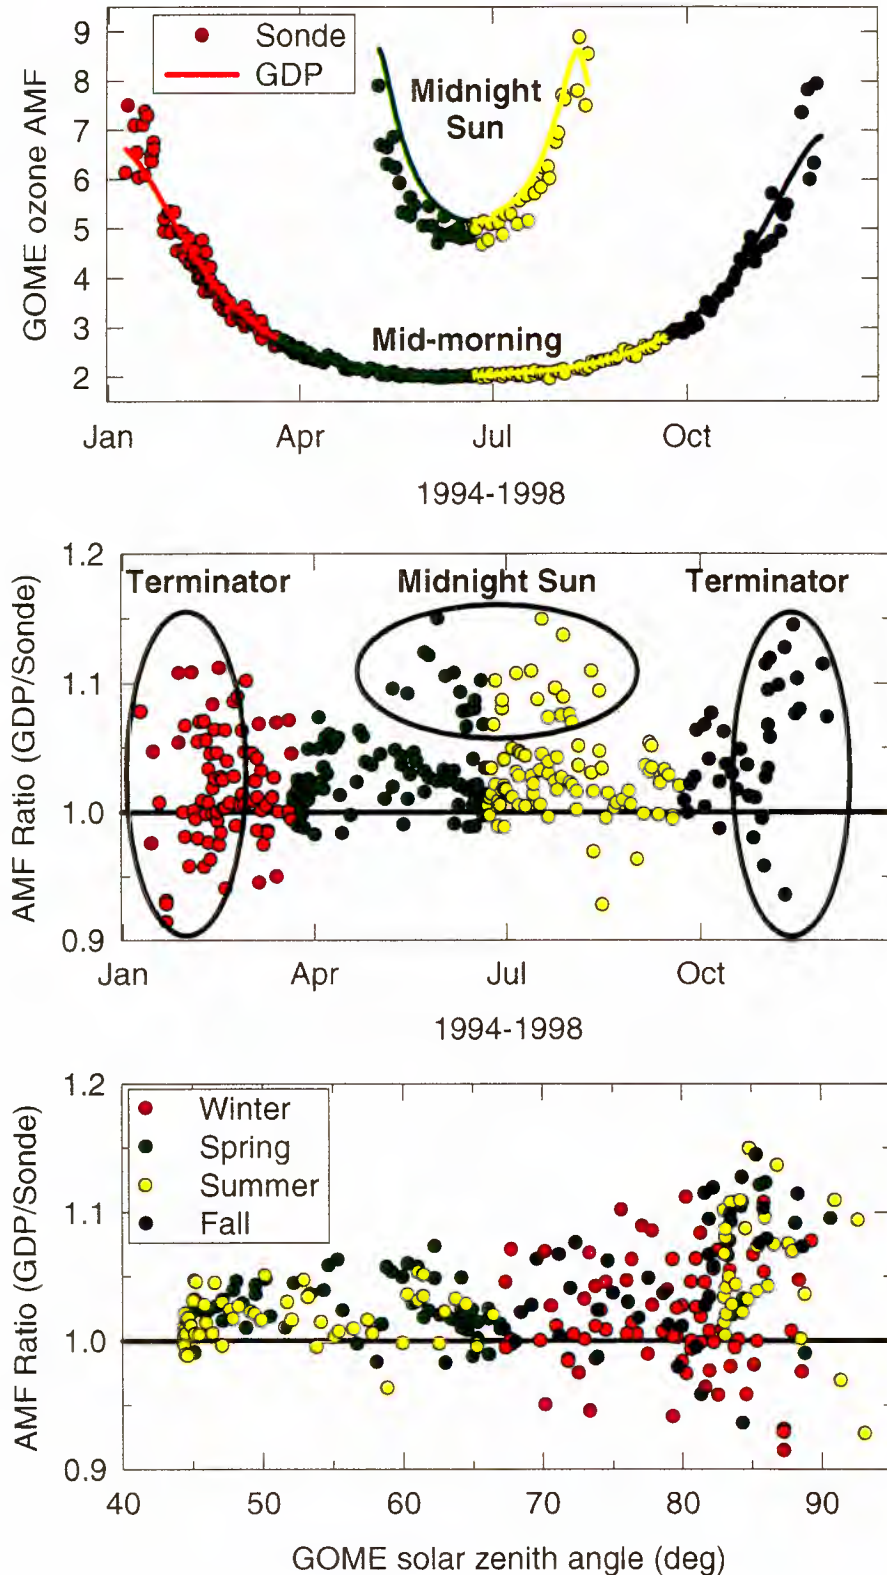 9
8
7
6
5
4
3
2
GOME ozone AMF
Sonde
GDP
Midnight
Sun
Mid-morning
Jan Apr Jul Oct
1994-1998
1.2
1.1
1.0
0.9
AMF Ratio (GDP/Sonde)
Terminator Midnight Sun Terminator
Jan Apr Jul Oct
1994-1998
1.2
1.1
1.0
0.9
AMF Ratio (GDP/Sonde)
Winter
Spring
Summer
Fall
40 50 60 70 80 90
GOME solar zenith angle (deg)